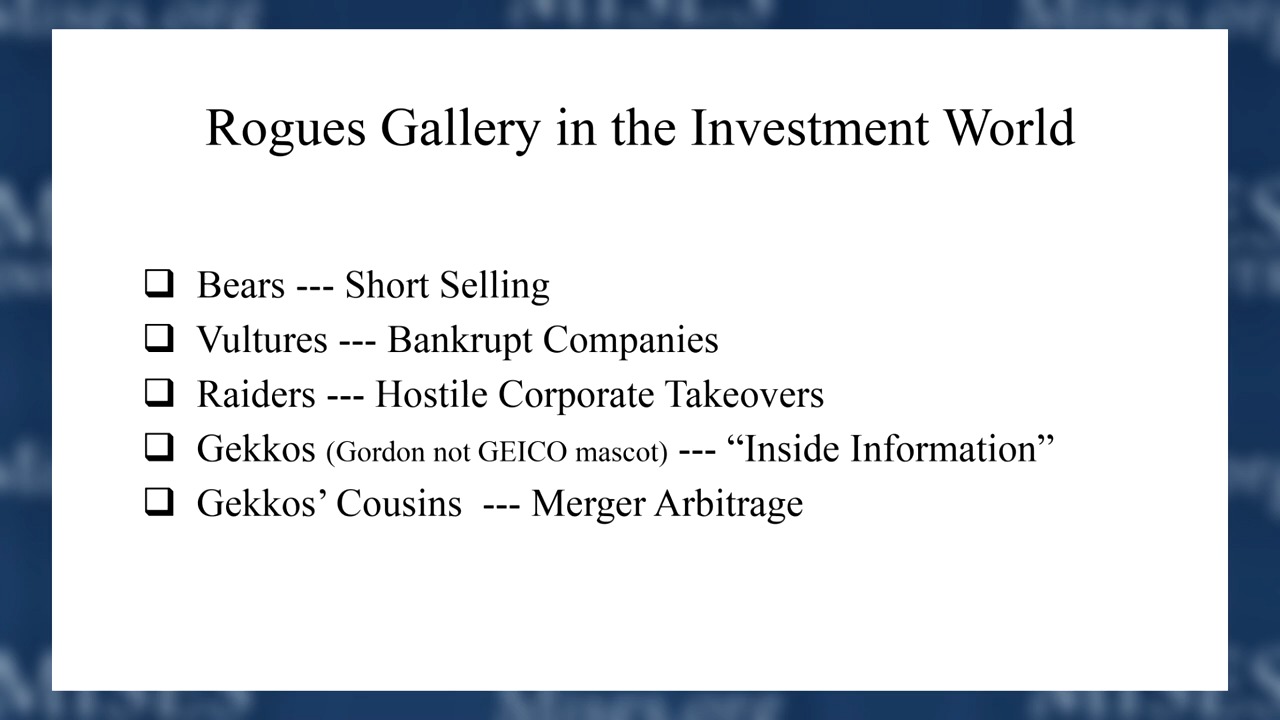 Rogues Gallery in the Investment World
❑ Bears --- Short Selling
❑ Vultures --- Bankrupt Companies
❑ Raiders --- Hostile Corporate Takeovers
❑ Gekkos (Gordon not GEICO mascot) --- “Inside Information”
❑ Gekkos’ Cousins --- Merger Arbitrage